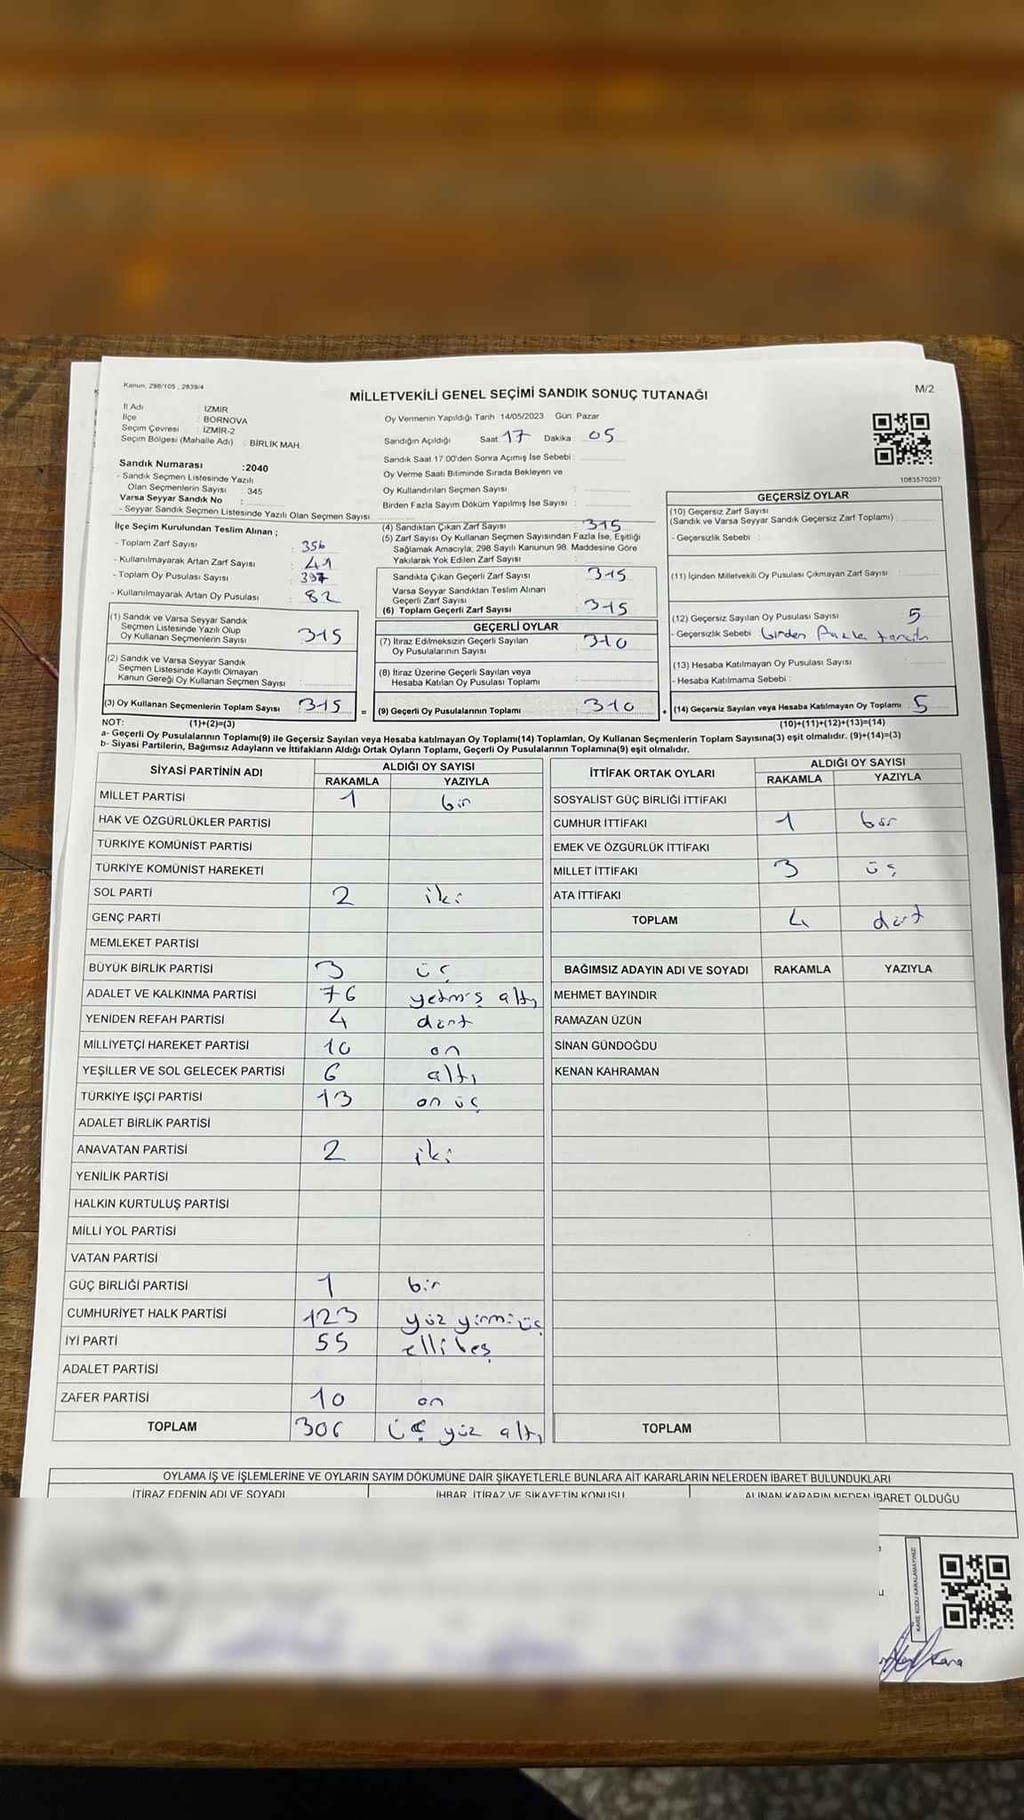 Kanun, 298/105 , 2839/4
MİLLETVEKİLİ GENEL SEÇİMİ SANDIK SONUÇ TUTANAĞI
M/2
İl Adı : İZMİR
İlçe : BORNOVA
Seçim Çevresi : İZMİR-2
Seçim Bölgesi (Mahalle Adı) : BİRLİK MAH.
Sandık Numarası :2040
- Sandık Seçmen Listesinde Yazılı
Olan Seçmenlerin Sayısı : 345
Varsa Seyyar Sandık No :
- Seyyar Sandık Seçmen Listesinde Yazılı Olan Seçmen Sayısı
Oy Vermenin Yapıldığı Tarih 14/05/2023 Gün: Pazar
Sandığın Açıldığı Saat 17 Dakika : 05
Sandık Saat 17.00'den Sonra Açımış İse Sebebi :
Oy Verme Saati Bitiminde Sırada Bekleyen ve
Oy Kullandırılan Seçmen Sayısı
Birden Fazla Sayım Döküm Yapılmış İse Sayısı :
1083570207
İlçe Seçim Kurulundan Teslim Alınan ;
- Toplam Zarf Sayısı : 356
- Kullanılmayarak Artan Zarf Sayısı : 41
- Toplam Oy Pusulası Sayısı : 397
- Kullanılmayarak Artan Oy Pusulası : 82
(1) Sandık ve Varsa Seyyar Sandık
Seçmen Listesinde Yazılı Olup
Oy Kullanan Seçmenlerin Sayısı : 315
(2) Sandık ve Varsa Seyyar Sandık
Seçmen Listesinde Kayıtlı Olmayan
Kanun Gereği Oy Kullanan Seçmen Sayısı :
(3) Oy Kullanan Seçmenlerin Toplam Sayısı : 315 =
(4) Sandıktan Çıkan Zarf Sayısı : 315
(5) Zarf Sayısı Oy Kullanan Seçmen Sayısından Fazla İse, Eşitliği
Sağlamak Amacıyla; 298 Sayılı Kanunun 98. Maddesine Göre
Yakılarak Yok Edilen Zarf Sayısı
Sandıkta Çıkan Geçerli Zarf Sayısı : 315
Varsa Seyyar Sandıktan Teslim Alınan
Geçerli Zarf Sayısı
(6) Toplam Geçerli Zarf Sayısı : 315
GEÇERLİ OYLAR
(7) İtiraz Edilmeksizin Geçerli Sayılan
Oy Pusulalarının Sayısı : 310
(8) İtiraz Üzerine Geçerli Sayılan veya
Hesaba Katılan Oy Pusulası Toplamı
(9) Geçerli Oy Pusulalarının Toplamı : 310 +
GEÇERSİZ OYLAR
(10) Geçersiz Zarf Sayısı
(Sandık ve Varsa Seyyar Sandık Geçersiz Zarf Toplamı) :
- Geçersizlik Sebebi :
(11) İçinden Milletvekili Oy Pusulası Çıkmayan Zarf Sayısı :
(12) Geçersiz Sayılan Oy Pusulası Sayısı : 5
- Geçersizlik Sebebi : birden fazla tercih
(13) Hesaba Katılmayan Oy Pusulası Sayısı
- Hesaba Katılmama Sebebi :
(14) Geçersiz Sayılan veya Hesaba Katılmayan Oy Toplamı : 5
NOT: (1)+(2)=(3)
(10)+(11)+(12)+(13)=(14)
a- Geçerli Oy Pusulalarının Toplamı(9) ile Geçersiz Sayılan veya Hesaba katılmayan Oy Toplamı(14) Toplamları, Oy Kullanan Seçmenlerin Toplam Sayısına(3) eşit olmalıdır. (9)+(14)=(3)
b- Siyasi Partilerin, Bağımsız Adayların ve İttifakların Aldığı Ortak Oyların Toplamı, Geçerli Oy Pusulalarının Toplamına(9) eşit olmalıdır.
SİYASİ PARTİNİN ADI ALDIĞI OY SAYISI
RAKAMLA YAZIYLA
MİLLET PARTİSİ 1 bir
HAK VE ÖZGÜRLÜKLER PARTİSİ
TÜRKİYE KOMÜNİST PARTİSİ
TÜRKİYE KOMÜNİST HAREKETİ
SOL PARTİ 2 iki
GENÇ PARTİ
MEMLEKET PARTİSİ
BÜYÜK BİRLİK PARTİSİ 3 üç
ADALET VE KALKINMA PARTİSİ 76 yetmiş altı
YENİDEN REFAH PARTİSİ 4 dört
MİLLİYETÇİ HAREKET PARTİSİ 10 on
YEŞİLLER VE SOL GELECEK PARTİSİ 6 altı
TÜRKİYE İŞÇİ PARTİSİ 13 on üç
ADALET BİRLİK PARTİSİ
ANAVATAN PARTİSİ 2 iki
YENİLİK PARTİSİ
HALKIN KURTULUŞ PARTİSİ
MİLLİ YOL PARTİSİ
VATAN PARTİSİ
GÜÇ BİRLİĞİ PARTİSİ 1 bir
CUMHURİYET HALK PARTİSİ 123 yüz yirmi üç
İYİ PARTİ 55 elli beş
ADALET PARTİSİ
ZAFER PARTİSİ 10 on
TOPLAM 306 üç yüz altı
İTTİFAK ORTAK OYLARI ALDIĞI OY SAYISI
RAKAMLA YAZIYLA
SOSYALİST GÜÇ BİRLİĞİ İTTİFAKI
CUMHUR İTTİFAKI 1 bir
EMEK VE ÖZGÜRLÜK İTTİFAKI
MİLLET İTTİFAKI 3 üç
ATA İTTİFAKI
TOPLAM 4 dört
BAĞIMSIZ ADAYIN ADI VE SOYADI RAKAMLA YAZIYLA
MEHMET BAYINDIR
RAMAZAN ÜZÜN
SİNAN GÜNDOĞDU
KENAN KAHRAMAN
TOPLAM
OYLAMA İŞ VE İŞLEMLERİNE VE OYLARIN SAYIM DÖKÜMÜNE DAİR ŞİKAYETLERLE BUNLARA AİT KARARLARIN NELERDEN İBARET BULUNDUKLARI
İTİRAZ EDENİN ADI VE SOYADI İHBAR, İTİRAZ VE ŞİKAYETİN KONUSU ALINAN KARARIN NEDEN İBARET OLDUĞU
KARE KODU KARALAMAYINIZ!
Kara